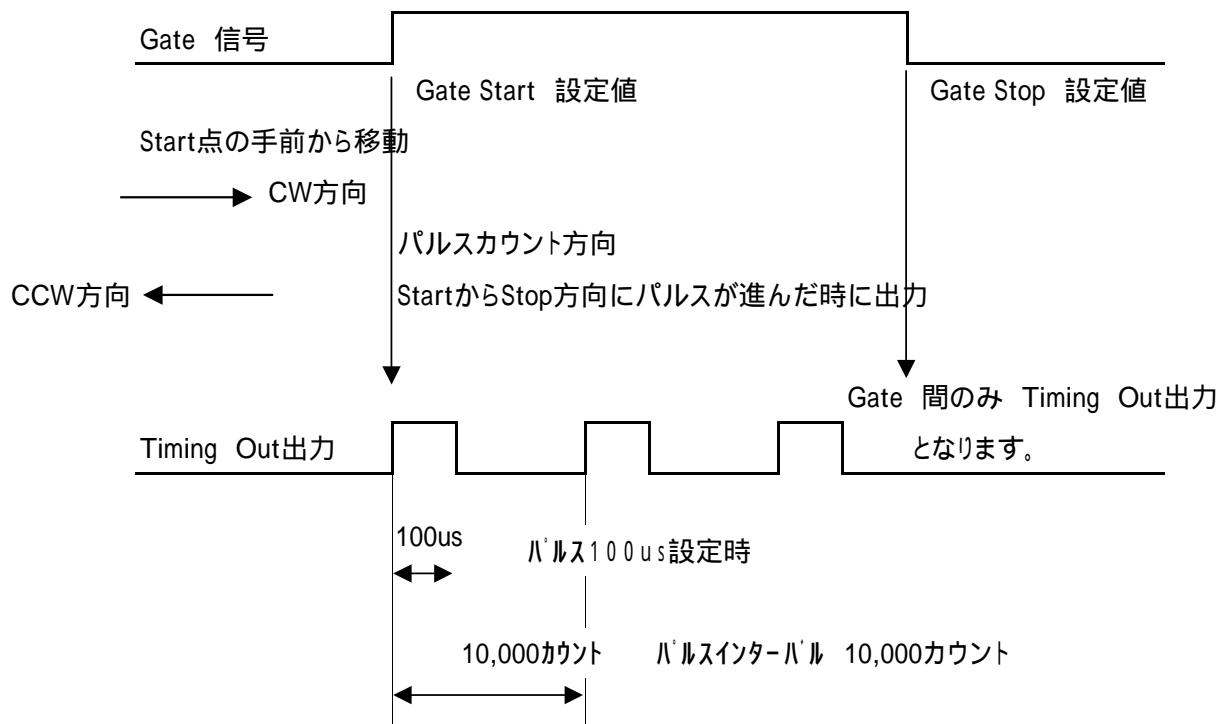 Gate 信号
Gate Start 設定値
Gate Stop 設定値
Start点の手前から移動
CW方向
パルスカウント方向
CCW方向
StartからStop方向にパルスが進んだ時に出力
Gate 間のみ Timing Out出力
Timing Out出力
となります。
100us
ﾊﾟﾙｽ100us設定時
10,000ｶｳﾝﾄ
ﾊﾟﾙｽｲﾝﾀｰﾊﾞﾙ 10,000カウント